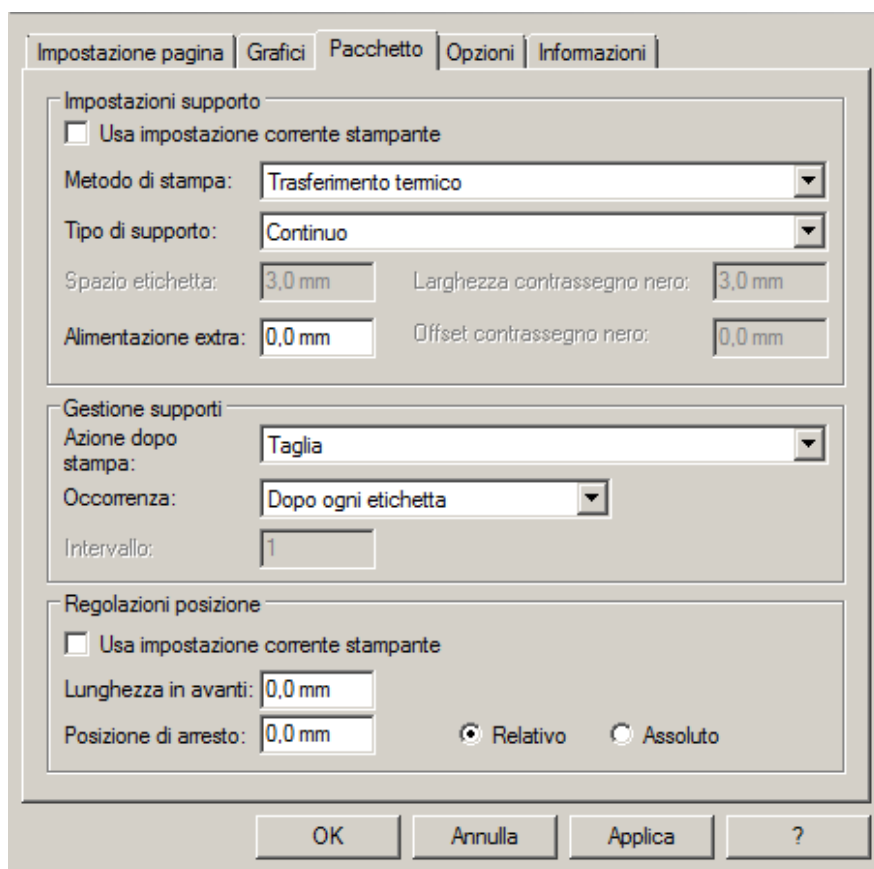 Impostazione pagina Grafici Pacchetto Opzioni Informazioni
Impostazioni supporto
Usa impostazione corrente stampante
Metodo di stampa: Trasferimento termico
Tipo di supporto: Continuo
Spazio etichetta: 3,0 mm Larghezza contrassegno nero: 3,0 mm
Alimentazione extra: 0,0 mm Offset contrassegno nero: 0,0 mm
Gestione supporti
Azione dopo
stampa: Taglia
Occorrenza: Dopo ogni etichetta
Intervallo: 1
Regolazioni posizione
Usa impostazione corrente stampante
Lunghezza in avanti: 0,0 mm
Posizione di arresto: 0,0 mm Relativo Assoluto
OK Annulla Applica ?